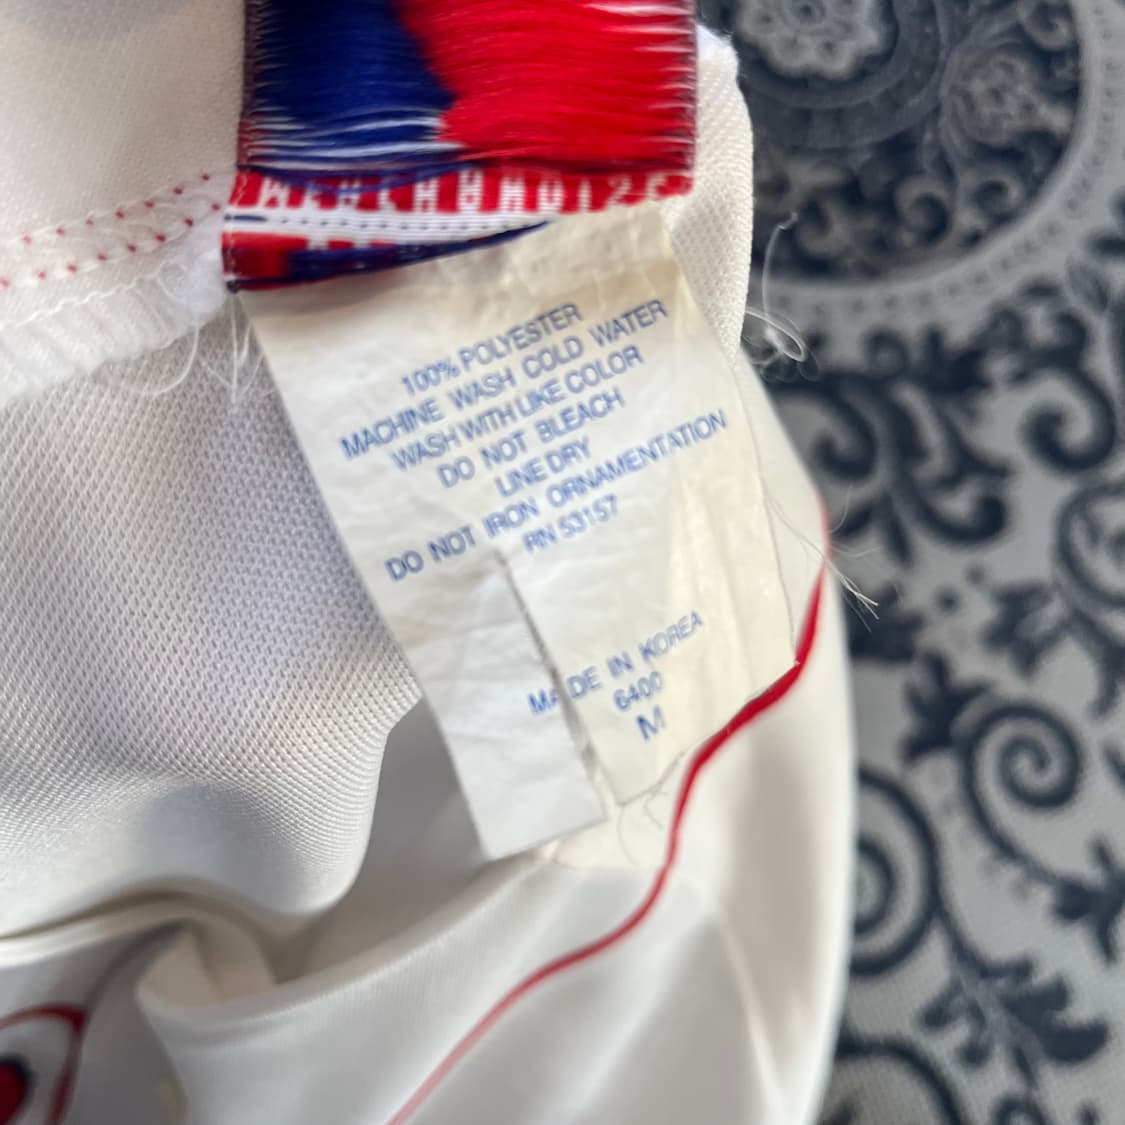 100% POLYESTER
MACHINE WASH COLD WATER
WASH WITH LIKE COLOR
DO NOT BLEACH
LINE DRY
DO NOT IRON ORNAMENTATION
RN 53157
MADE IN KOREA
6400
M